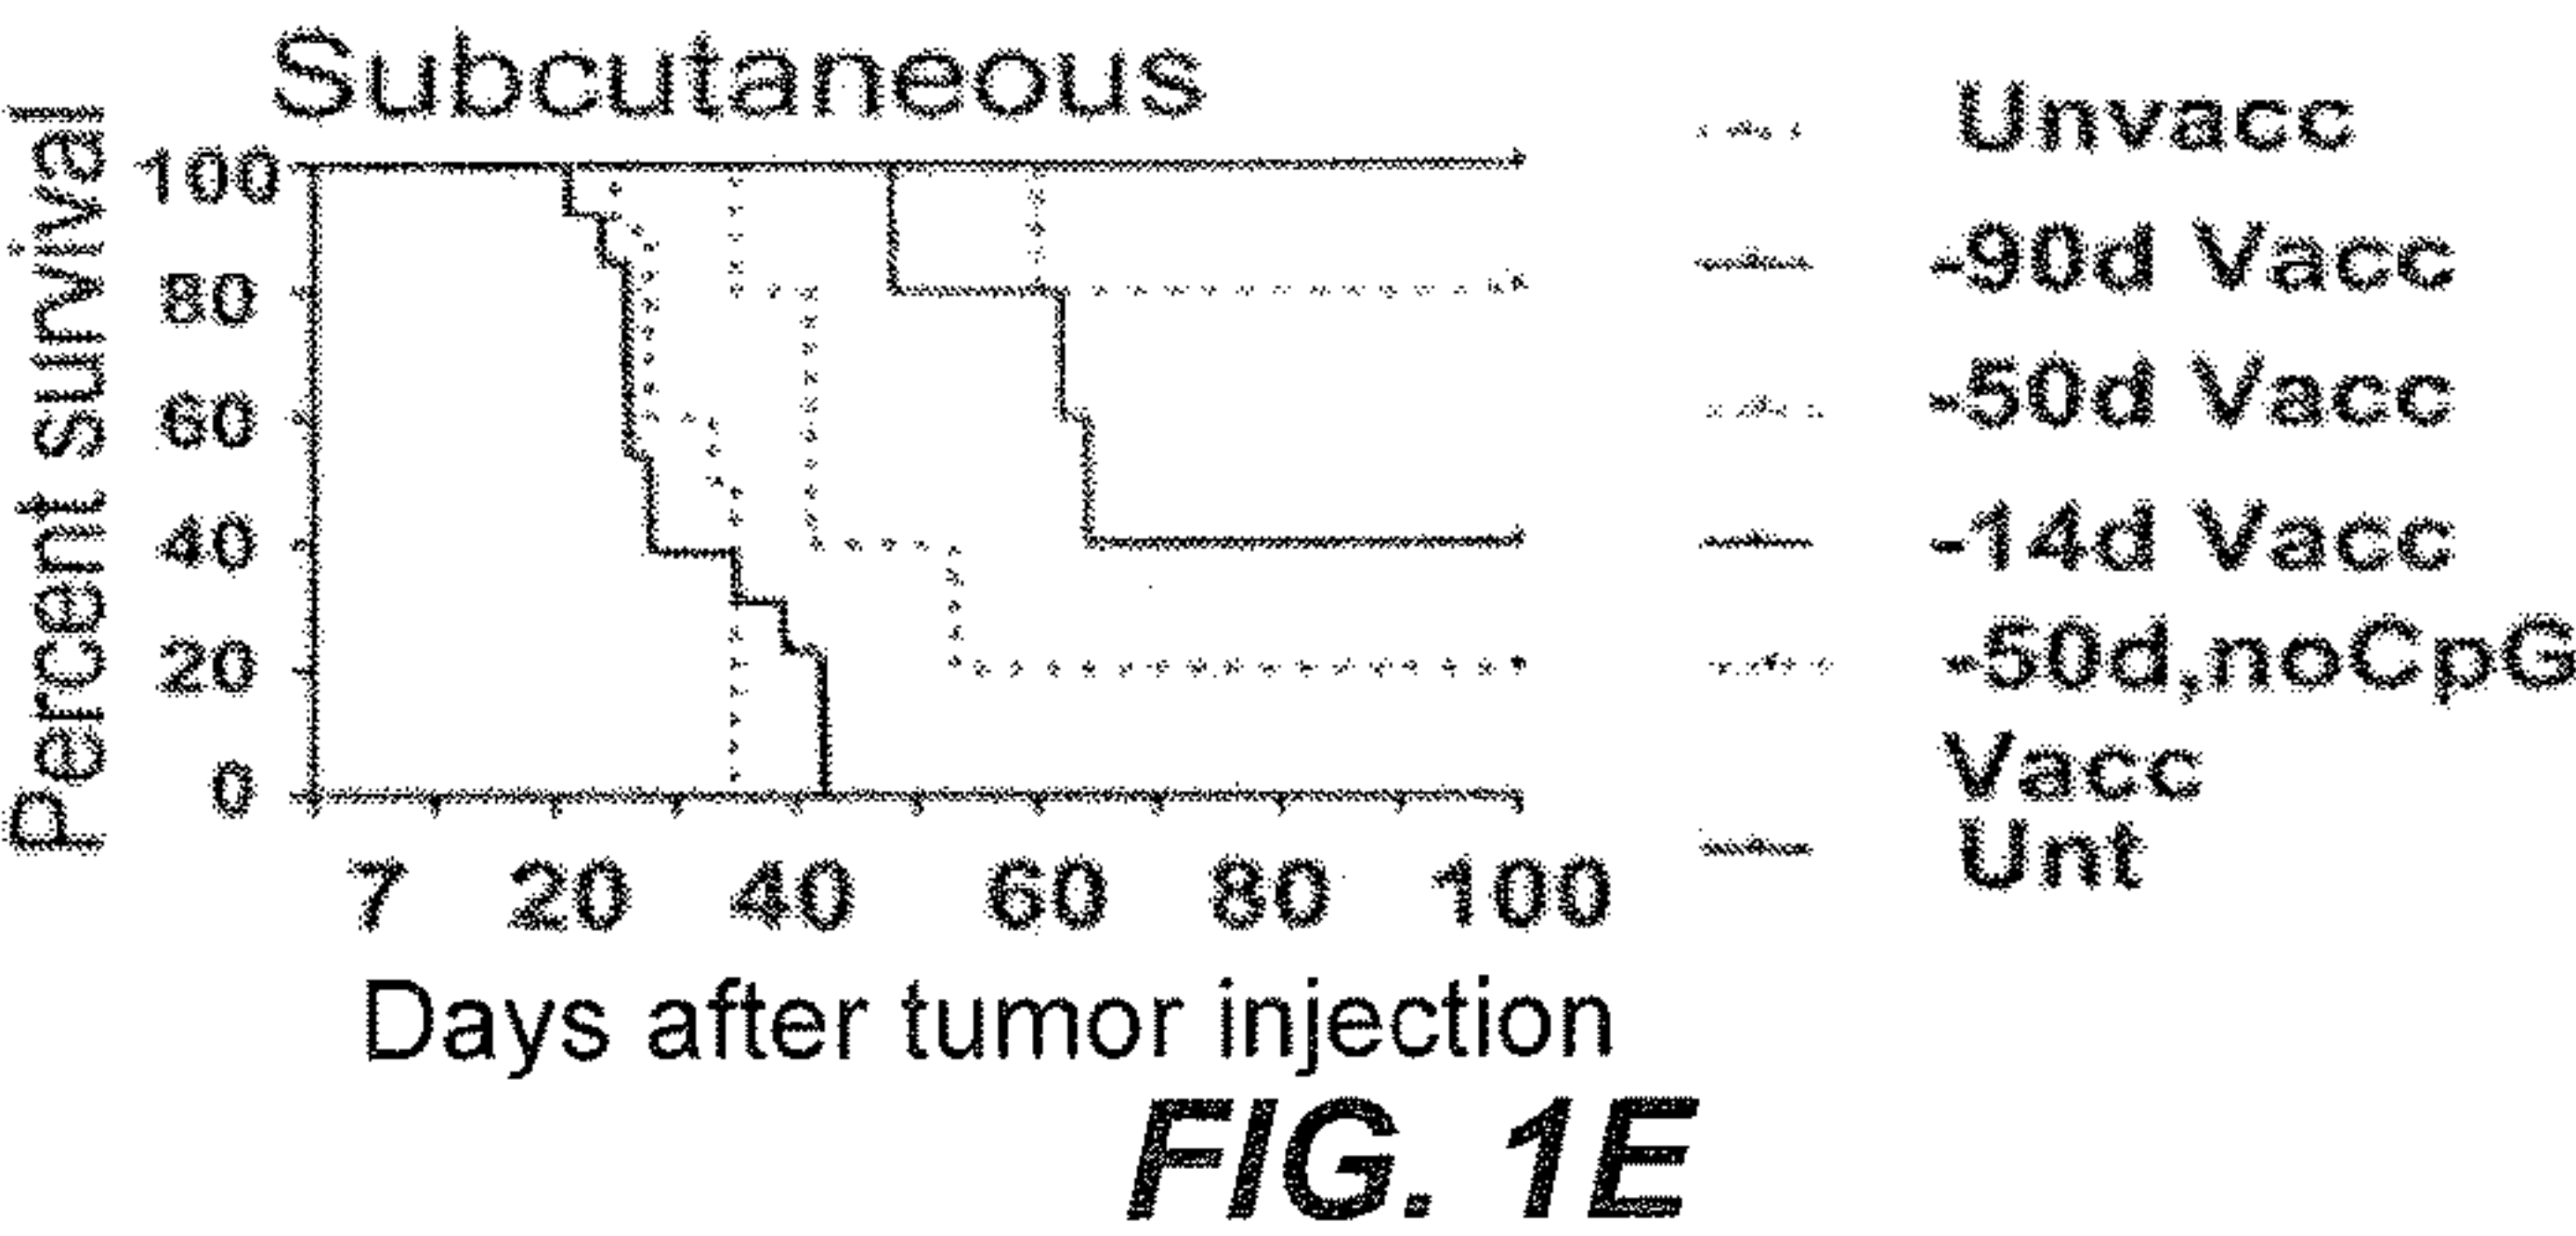 Subcutaneous
Percent survival
100
80
60
40
20
0
7 20 40 60 80 100
Days after tumor injection
Unvacc
-90d Vacc
-50d Vacc
-14d Vacc
-50d,noCpG
Vacc
Unt
FIG. 1E